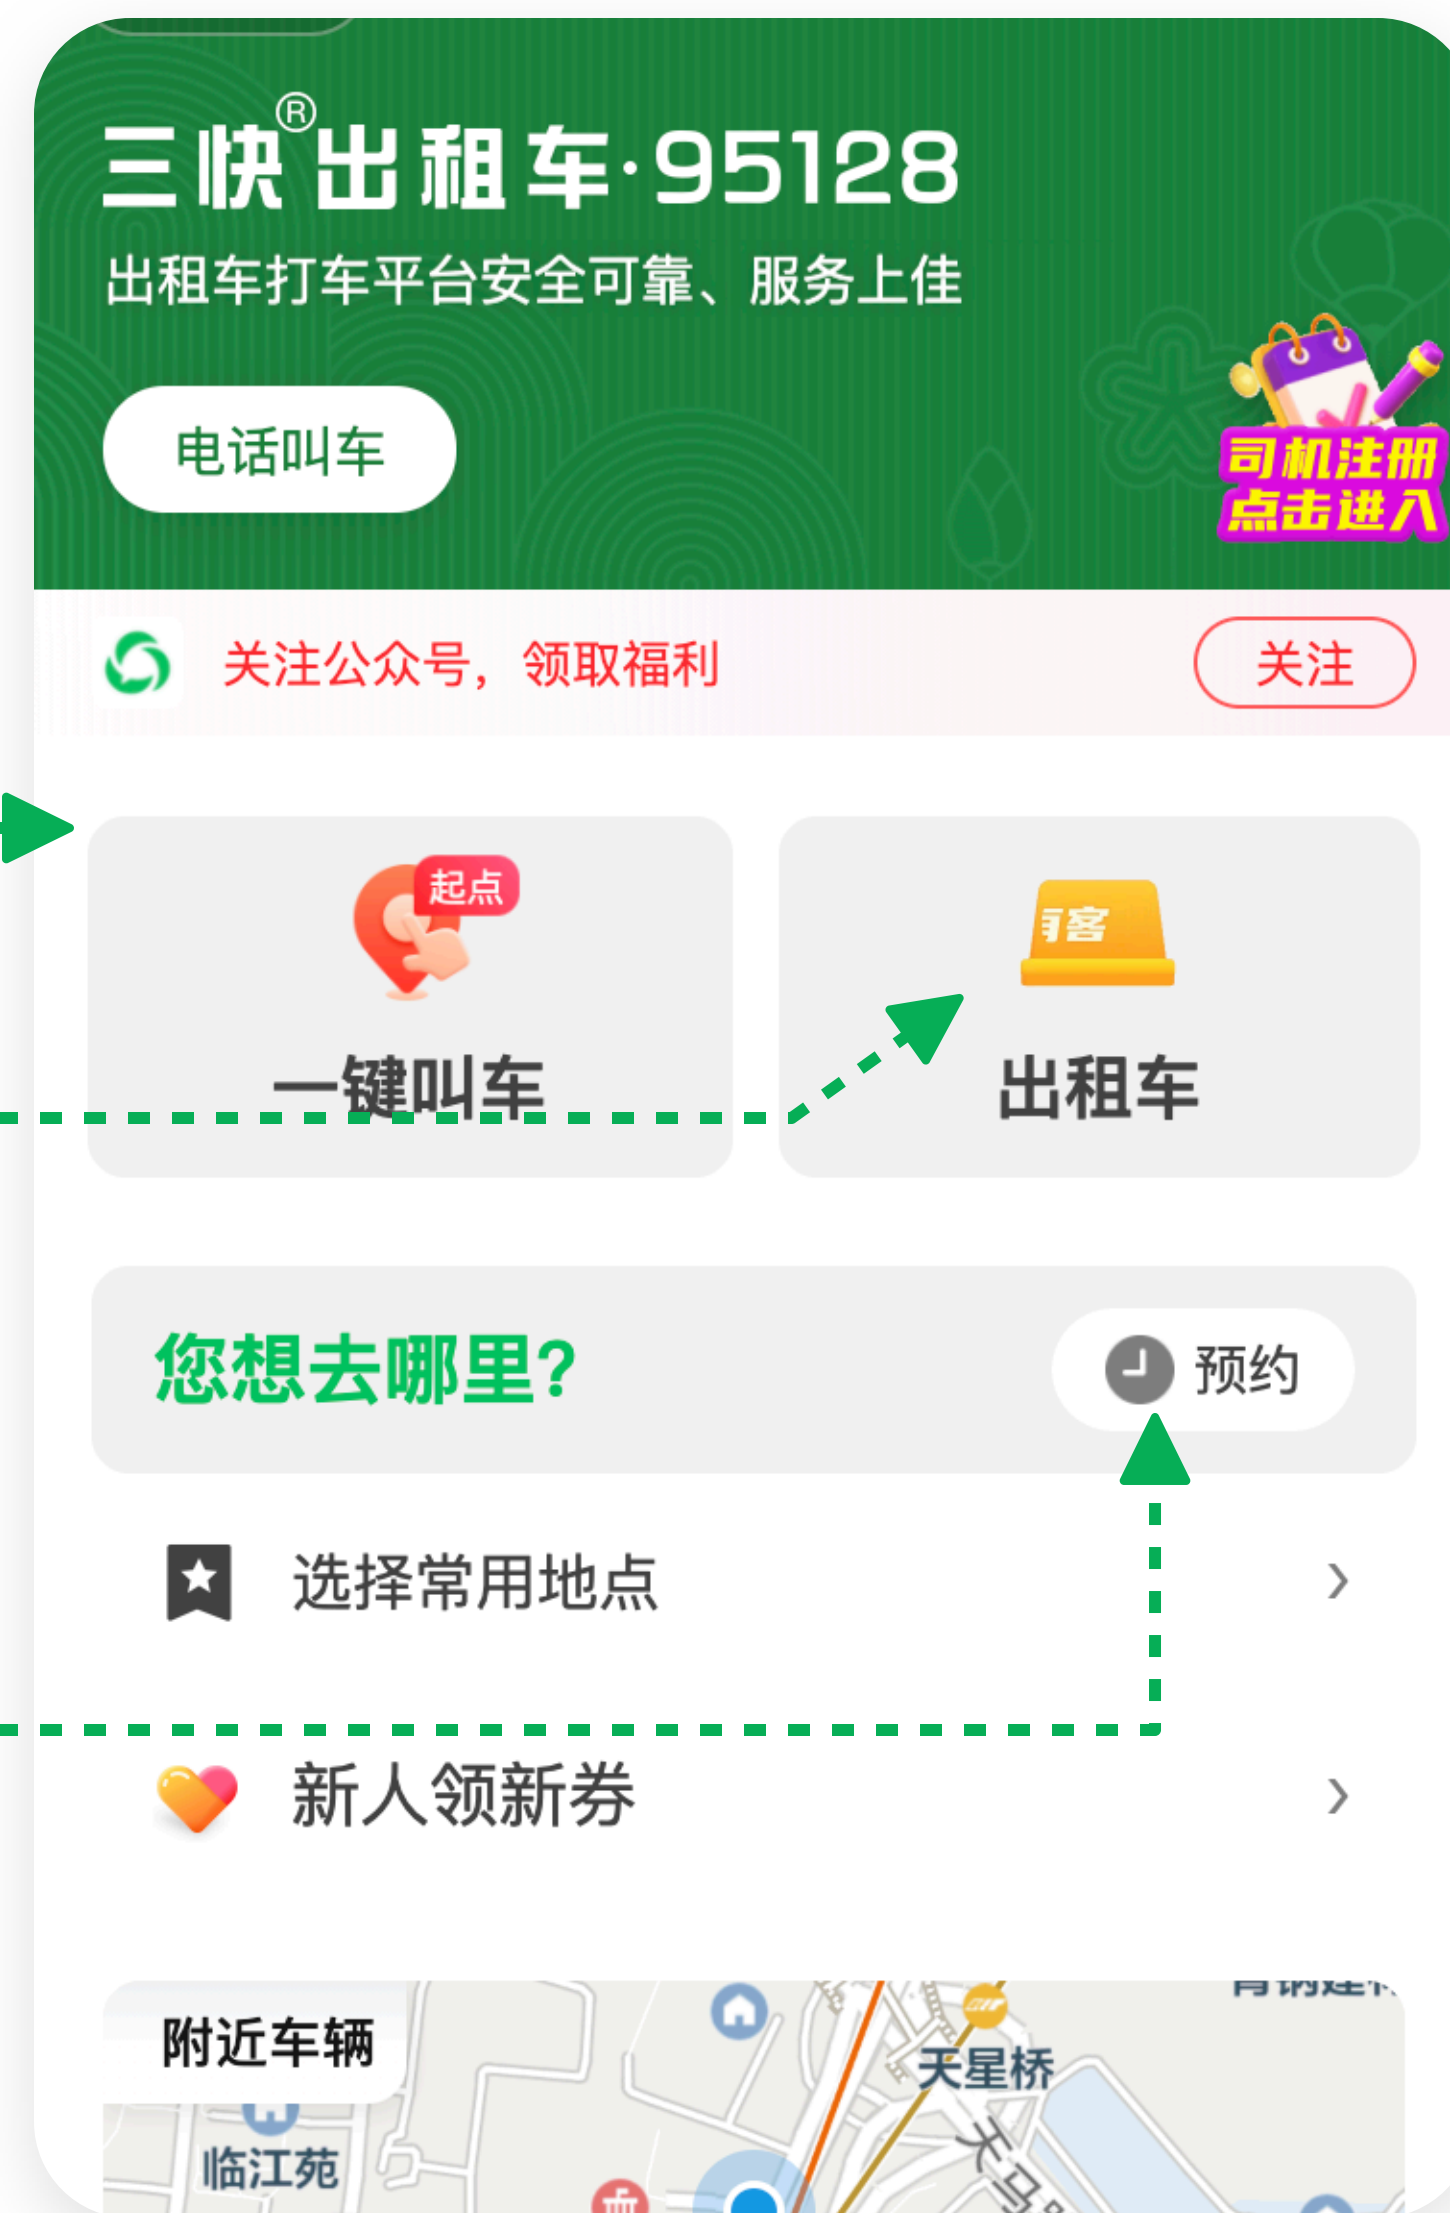 三快®出租车·95128
出租车打车平台安全可靠、服务上佳
电话叫车
司机注册
点击进入
关注公众号，领取福利
关注
起点
客
一键叫车
出租车
您想去哪里?
预约
选择常用地点
新人领新券
附近车辆
天星桥
临江苑
天马